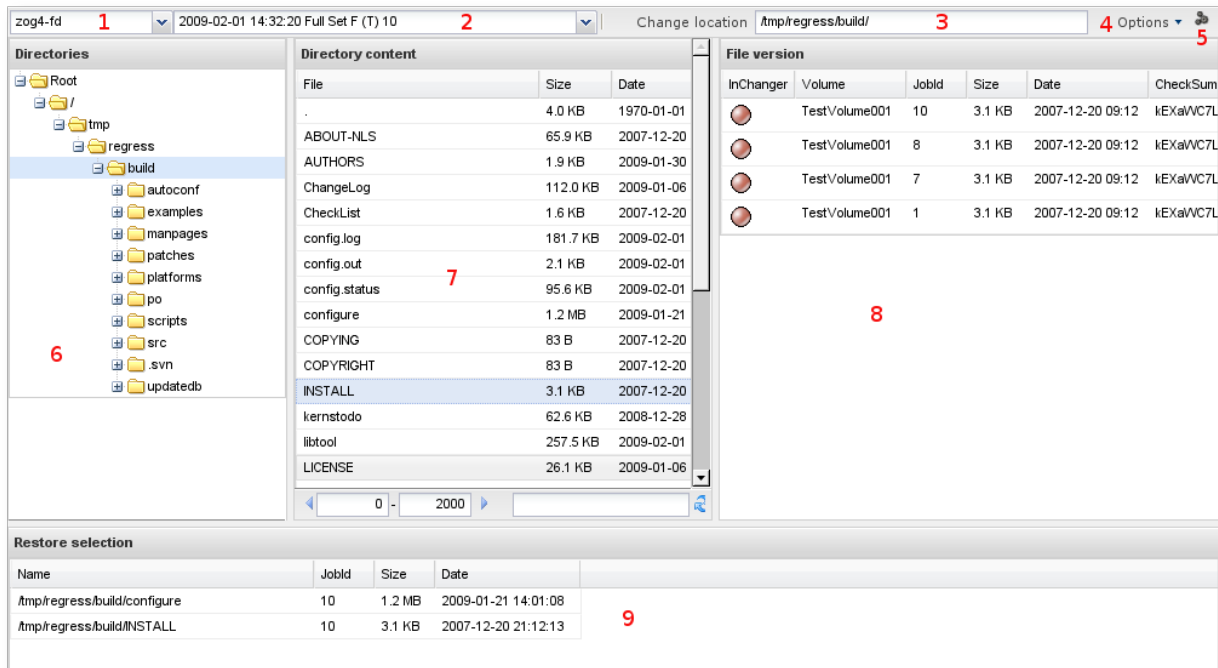 zog4-fd 1 2009-02-01 14:32:20 Full Set F (T) 10 2 Change location /tmp/regress/build/ 3 4 Options
5
Directories
Root
/
tmp
regress
build
autoconf
examples
manpages
patches
platforms
po
scripts
src
.svn
updatedb
6
Directory content
File Size Date
. 4.0 KB 1970-01-01
ABOUT-NLS 65.9 KB 2007-12-20
AUTHORS 1.9 KB 2009-01-30
ChangeLog 112.0 KB 2009-01-06
CheckList 1.6 KB 2007-12-20
config.log 181.7 KB 2009-02-01
config.out 2.1 KB 2009-02-01
7
config.status 95.6 KB 2009-02-01
configure 1.2 MB 2009-01-21
COPYING 83 B 2007-12-20
COPYRIGHT 83 B 2007-12-20
INSTALL 3.1 KB 2007-12-20
kernstodo 62.6 KB 2008-12-28
libtool 257.5 KB 2009-02-01
LICENSE 26.1 KB 2009-01-06
0 - 2000
File version
InChanger Volume JobId Size Date CheckSum
TestVolume001 10 3.1 KB 2007-12-20 09:12 kEXaWC7L
TestVolume001 8 3.1 KB 2007-12-20 09:12 kEXaWC7L
TestVolume001 7 3.1 KB 2007-12-20 09:12 kEXaWC7L
TestVolume001 1 3.1 KB 2007-12-20 09:12 kEXaWC7L
8
Restore selection
Name JobId Size Date
/tmp/regress/build/configure 10 1.2 MB 2009-01-21 14:01:08
/tmp/regress/build/INSTALL 10 3.1 KB 2007-12-20 21:12:13
9